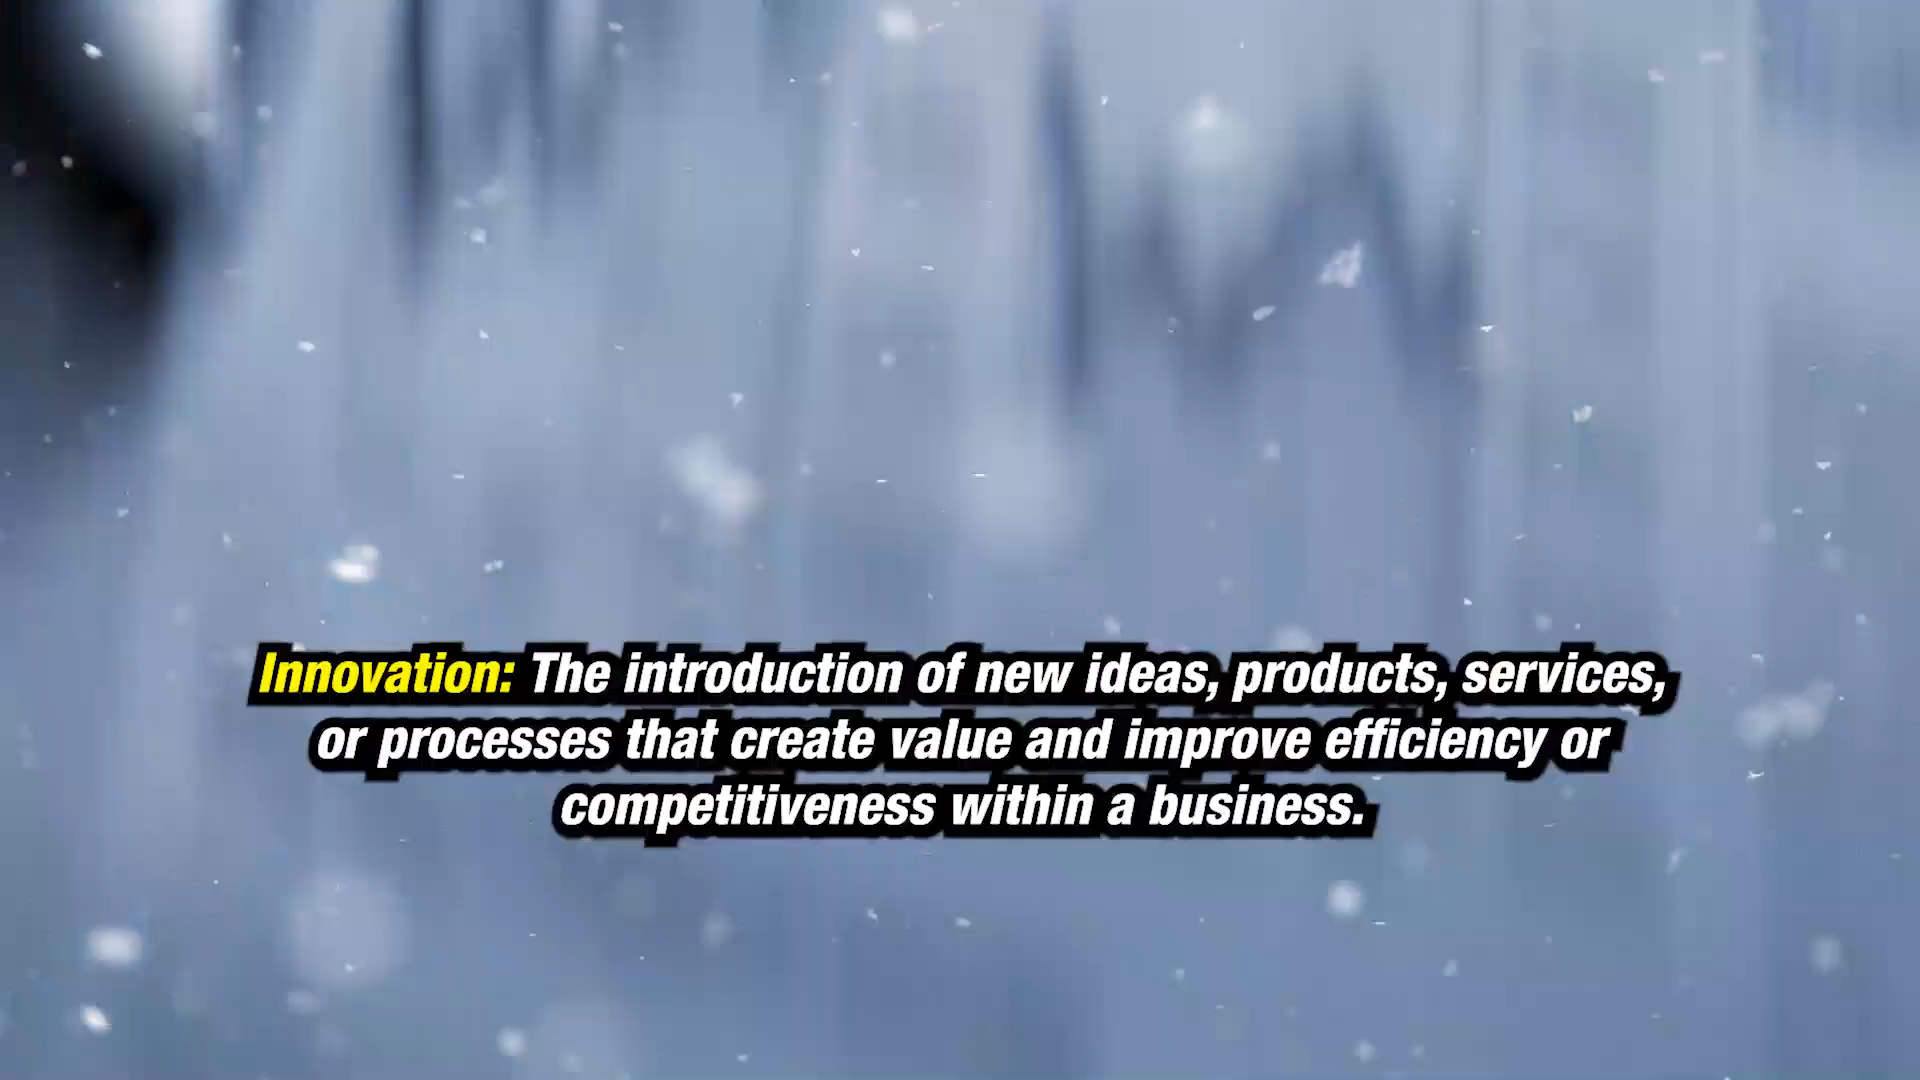 Innovation: The introduction of new ideas, products, services,
or processes that create value and improve efficiency or
competitiveness within a business.